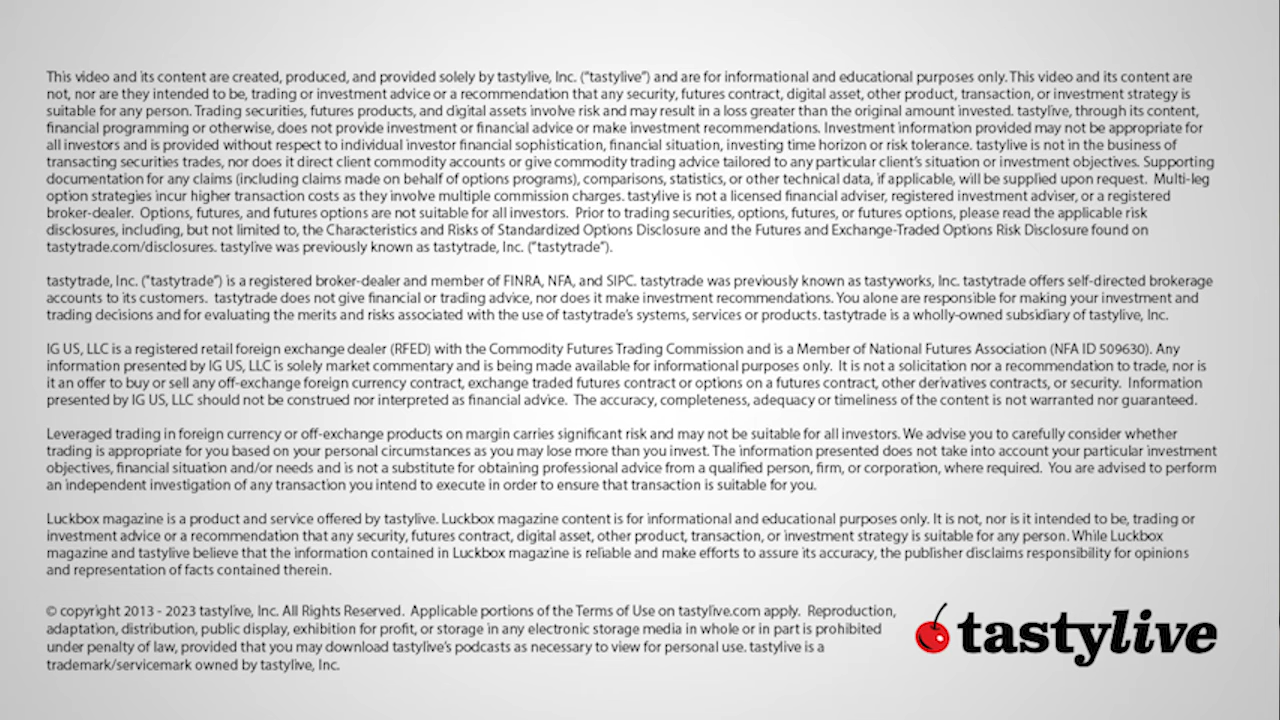 This video and its content are created, produced, and provided solely by tastylive, Inc. (“tastylive”) and are for informational and educational purposes only. This video and its content are
not, nor are they intended to be, trading or investment advice or a recommendation that any security, futures contract, digital asset, other product, transaction, or investment strategy is
suitable for any person. Trading securities, futures products, and digital assets involve risk and may result in a loss greater than the original amount invested. tastylive, through its content,
financial programming or otherwise, does not provide investment or financial advice or make investment recommendations. Investment information provided may not be appropriate for
all investors and is provided without respect to individual investor financial sophistication, financial situation, investing time horizon or risk tolerance. tastylive is not in the business of
transacting securities trades, nor does it direct client commodity accounts or give commodity trading advice tailored to any particular client’s situation or investment objectives. Supporting
documentation for any claims (including claims made on behalf of options programs), comparisons, statistics, or other technical data, if applicable, will be supplied upon request.  Multi-leg
option strategies incur higher transaction costs as they involve multiple commission charges. tastylive is not a licensed financial adviser, registered investment adviser, or a registered
broker-dealer.  Options, futures, and futures options are not suitable for all investors.  Prior to trading securities, options, futures, or futures options, please read the applicable risk
disclosures, including, but not limited to, the Characteristics and Risks of Standardized Options Disclosure and the Futures and Exchange-Traded Options Risk Disclosure found on
tastytrade.com/disclosures. tastylive was previously known as tastytrade, Inc. (“tastytrade”).
tastytrade, Inc. (“tastytrade”) is a registered broker-dealer and member of FINRA, NFA, and SIPC. tastytrade was previously known as tastyworks, Inc. tastytrade offers self-directed brokerage
accounts to its customers.  tastytrade does not give financial or trading advice, nor does it make investment recommendations. You alone are responsible for making your investment and
trading decisions and for evaluating the merits and risks associated with the use of tastytrade’s systems, services or products. tastytrade is a wholly-owned subsidiary of tastylive, Inc.
IG US, LLC is a registered retail foreign exchange dealer (RFED) with the Commodity Futures Trading Commission and is a Member of National Futures Association (NFA ID 509630). Any
information presented by IG US, LLC is solely market commentary and is being made available for informational purposes only.  It is not a solicitation nor a recommendation to trade, nor is
it an offer to buy or sell any off-exchange foreign currency contract, exchange traded futures contract or options on a futures contract, other derivatives contracts, or security.  Information
presented by IG US, LLC should not be construed nor interpreted as financial advice.  The accuracy, completeness, adequacy or timeliness of the content is not warranted nor guaranteed.
Leveraged trading in foreign currency or off-exchange products on margin carries significant risk and may not be suitable for all investors. We advise you to carefully consider whether
trading is appropriate for you based on your personal circumstances as you may lose more than you invest. The information presented does not take into account your particular investment
objectives, financial situation and/or needs and is not a substitute for obtaining professional advice from a qualified person, firm, or corporation, where required.  You are advised to perform
an independent investigation of any transaction you intend to execute in order to ensure that transaction is suitable for you.
Luckbox magazine is a product and service offered by tastylive. Luckbox magazine content is for informational and educational purposes only. It is not, nor is it intended to be, trading or
investment advice or a recommendation that any security, futures contract, digital asset, other product, transaction, or investment strategy is suitable for any person. While Luckbox
magazine and tastylive believe that the information contained in Luckbox magazine is reliable and make efforts to assure its accuracy, the publisher disclaims responsibility for opinions
and representation of facts contained therein.
© copyright 2013 - 2023 tastylive, Inc. All Rights Reserved.  Applicable portions of the Terms of Use on tastylive.com apply.  Reproduction,
adaptation, distribution, public display, exhibition for profit, or storage in any electronic storage media in whole or in part is prohibited
under penalty of law, provided that you may download tastylive’s podcasts as necessary to view for personal use. tastylive is a
trademark/servicemark owned by tastylive, Inc.
tastylive